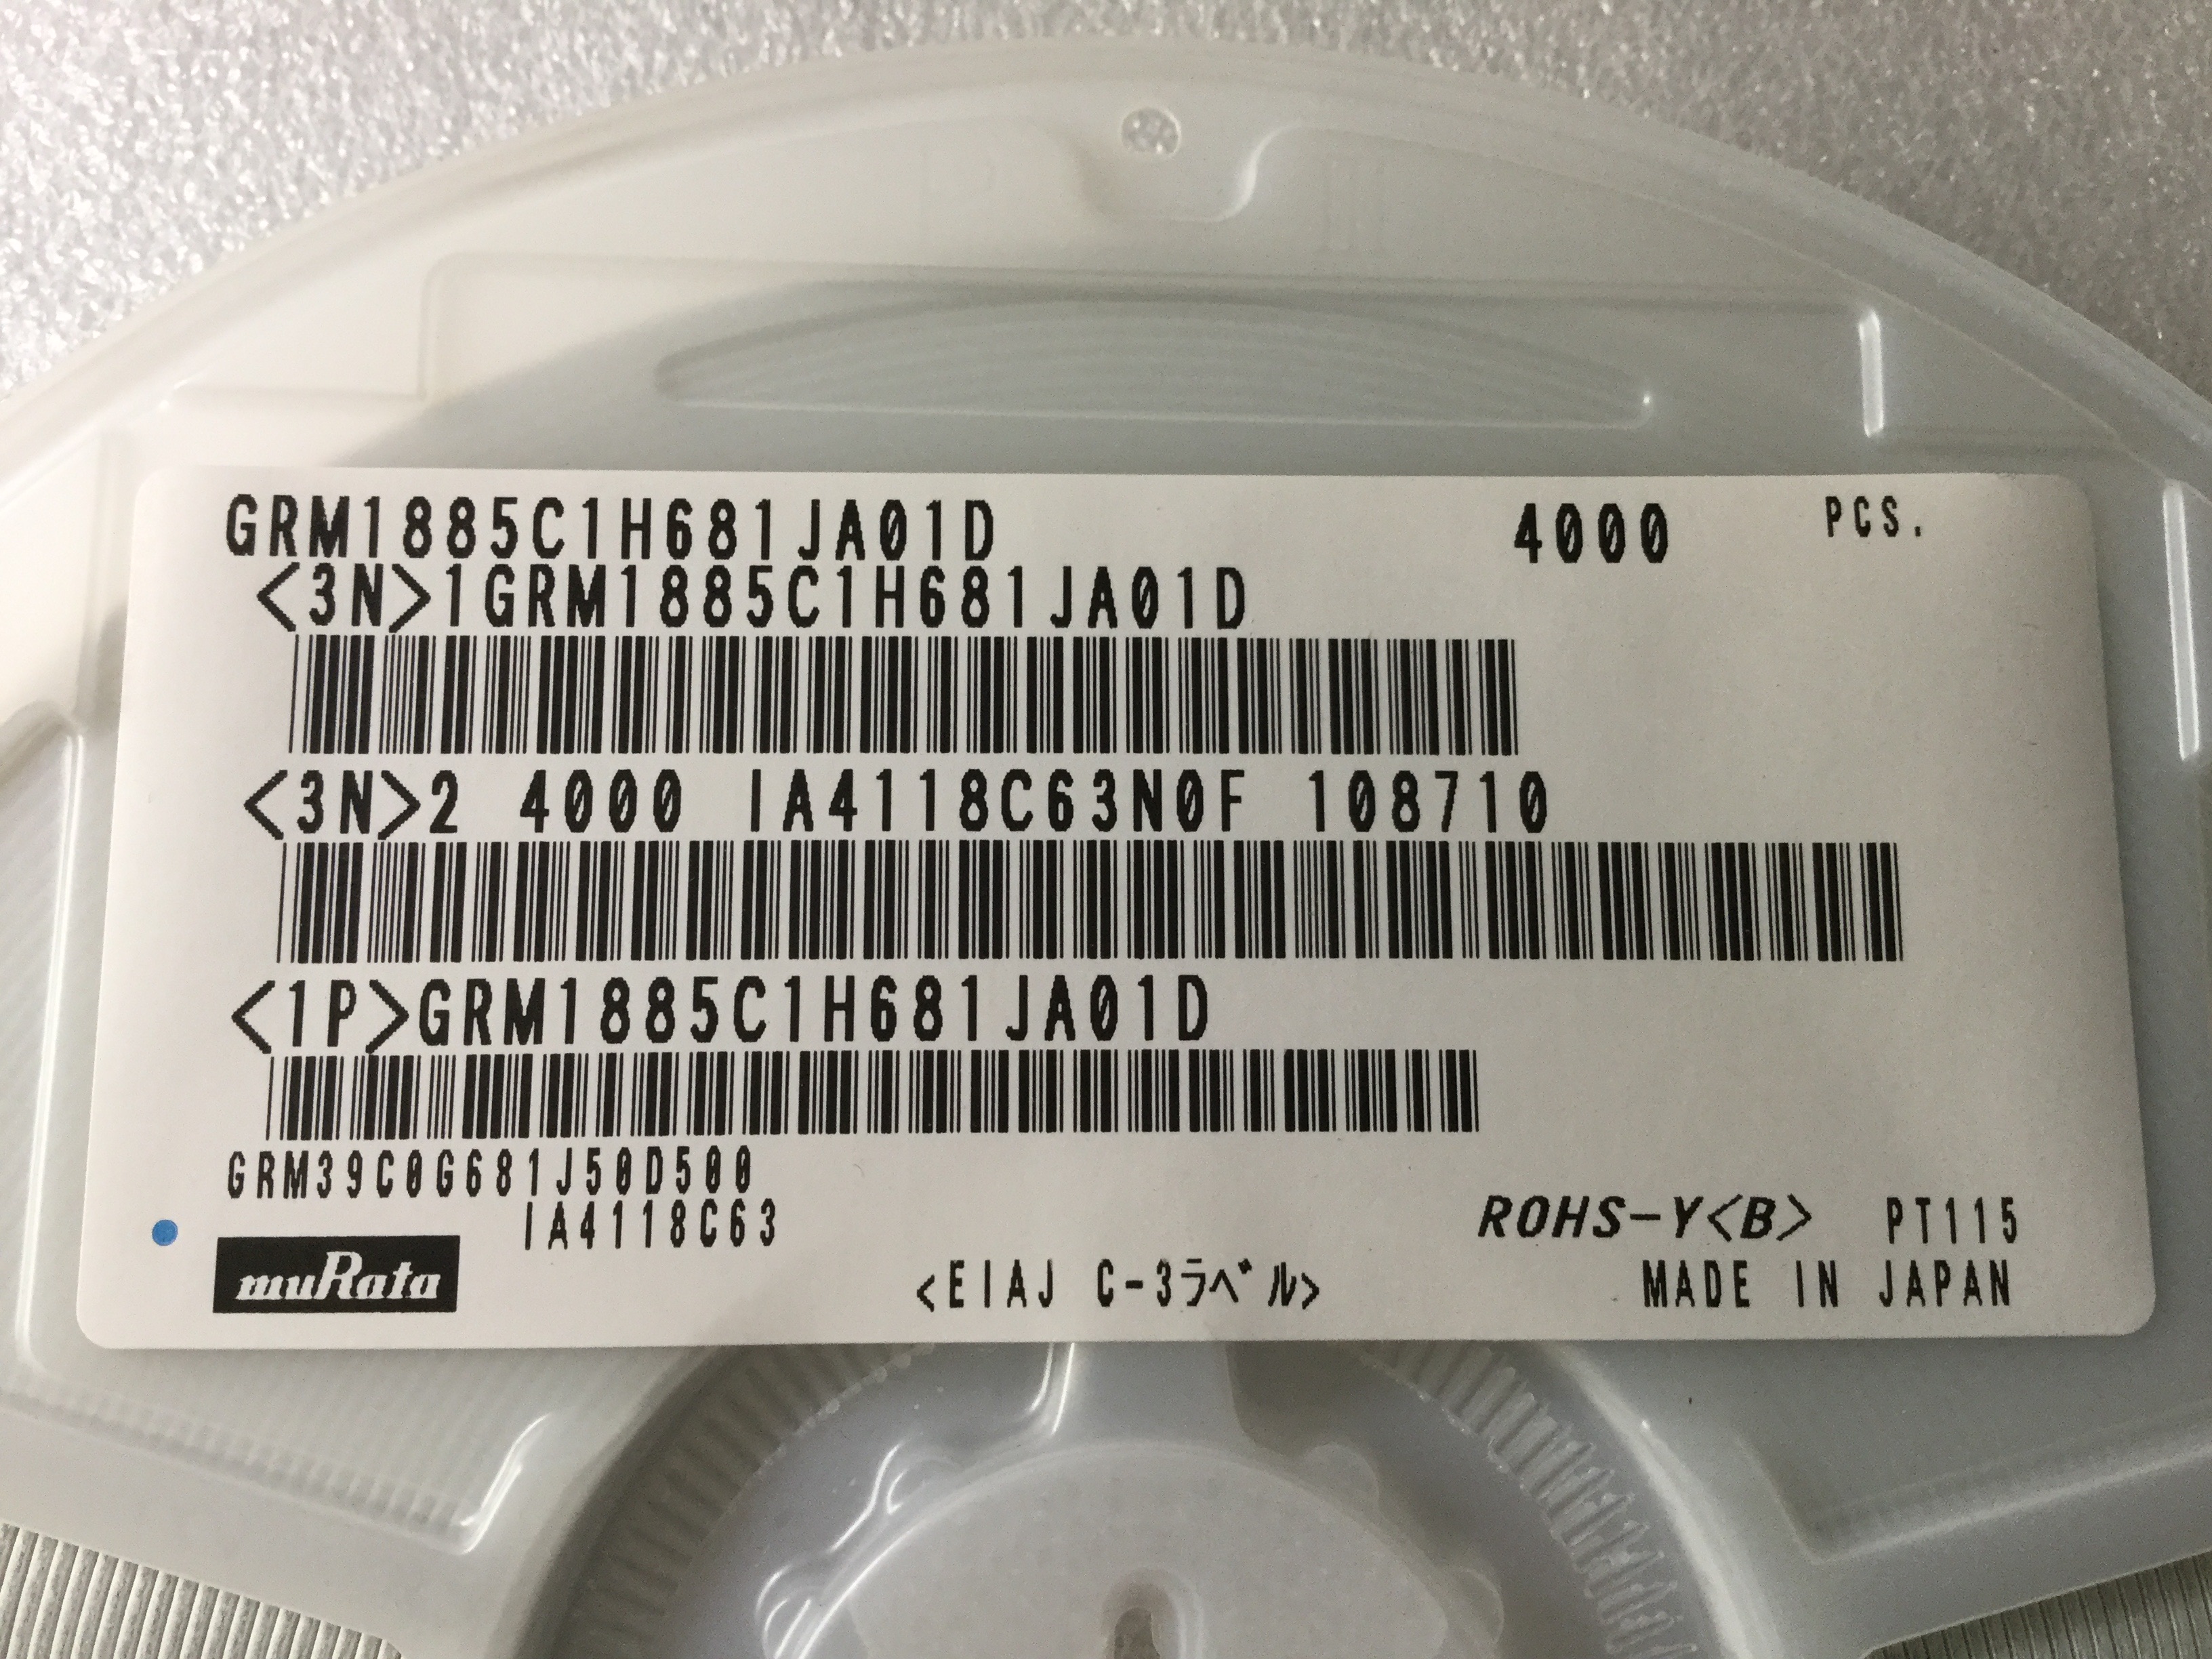 GRM1885C1H681JA01D 4000 PCS.
<3N>1GRM1885C1H681JA01D
<3N>2 4000 IA4118C63N0F 108710
<1P>GRM1885C1H681JA01D
GRM39C0G681J50D500
IA4118C63
ROHS-Y<B> PT115
muRata
<EIAJ C-3ラベル>
MADE IN JAPAN